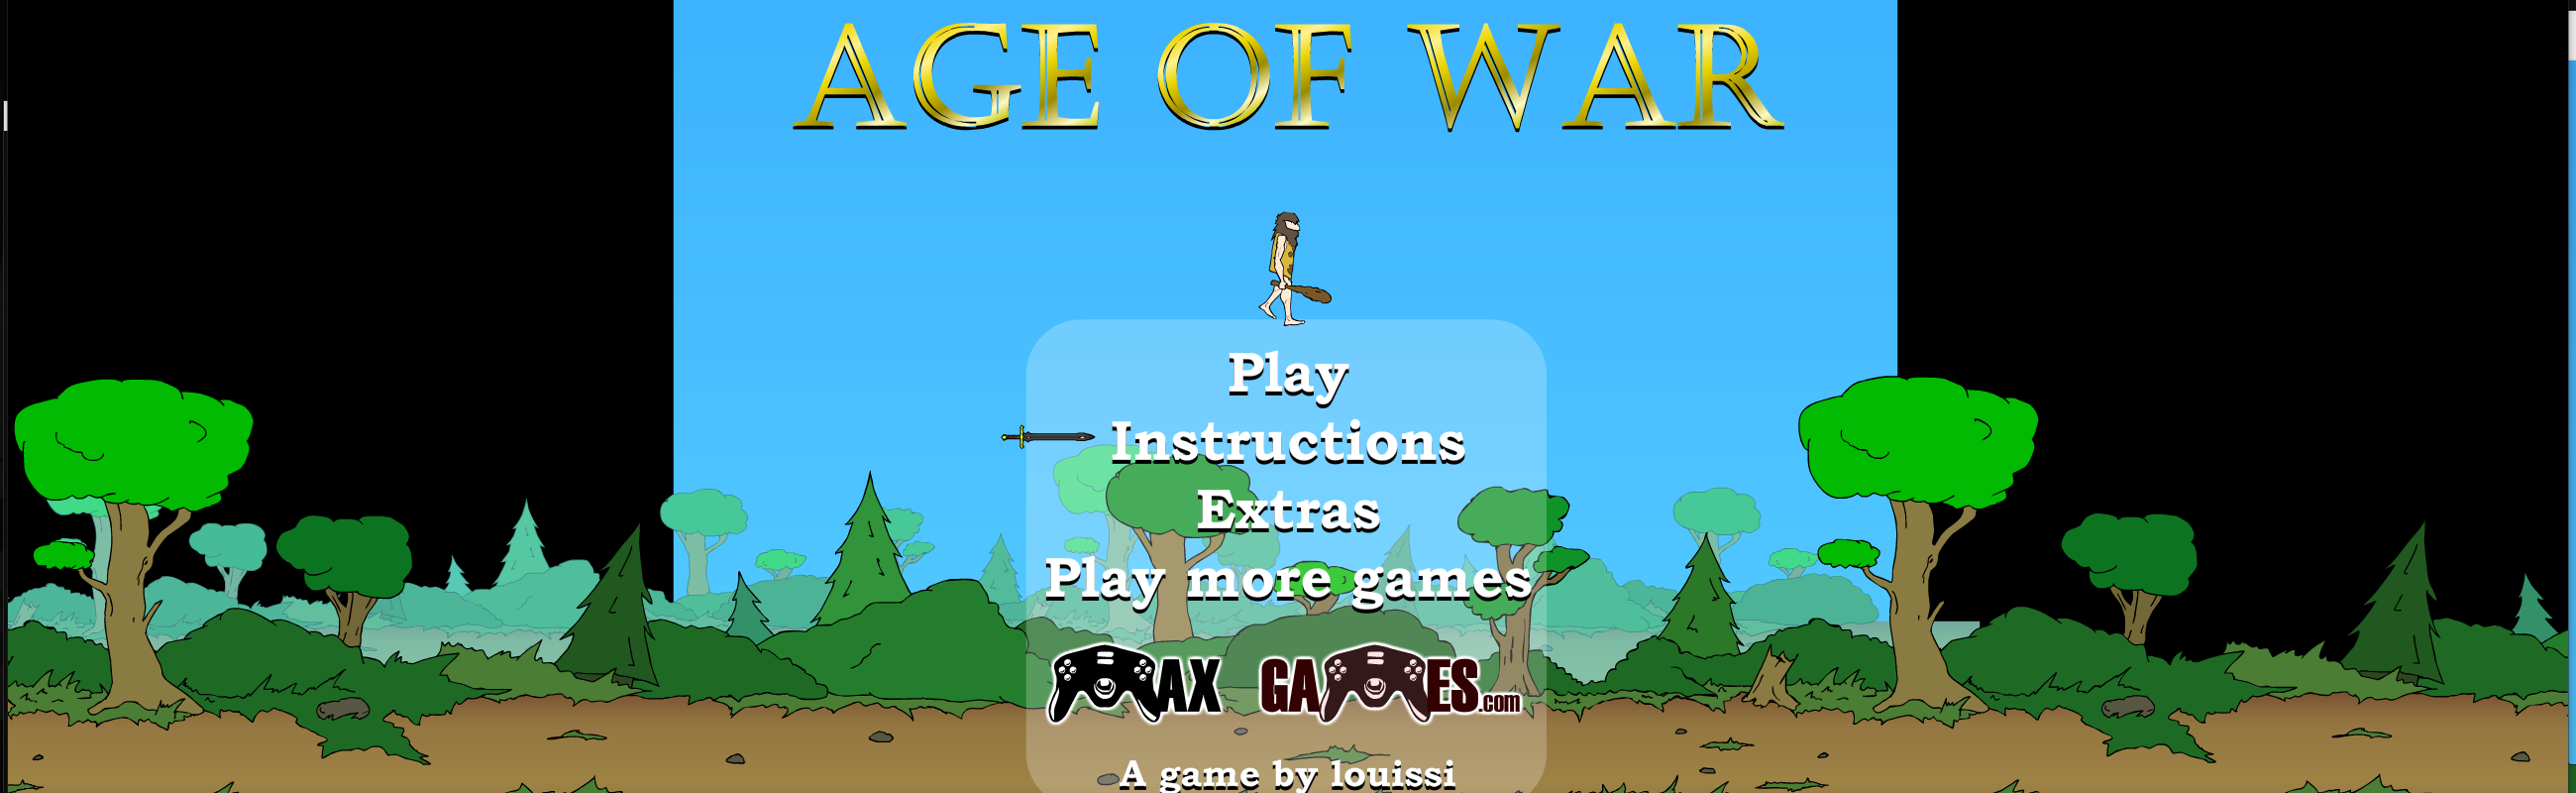 AGE OF WAR
Play
Instructions
Extras
Play more games
MAX GAMES.com
A game by louissi